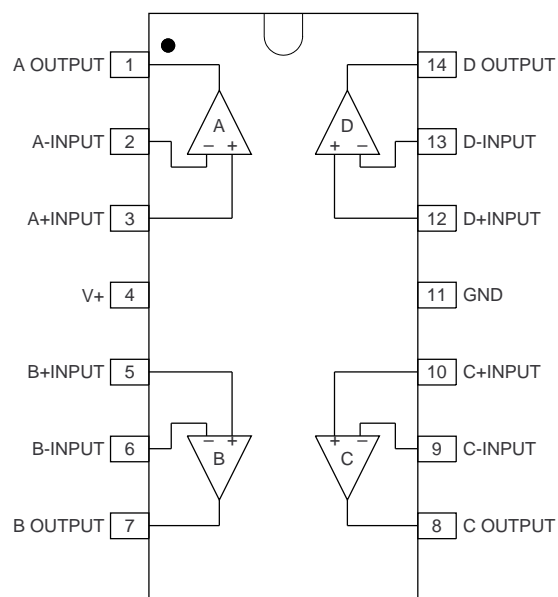 A OUTPUT 1 14 D OUTPUT
A D
A-INPUT 2 − + + − 13 D-INPUT
A+INPUT 3 12 D+INPUT
V+ 4 11 GND
B+INPUT 5 10 C+INPUT
B-INPUT 6 − + + − 9 C-INPUT
B C
B OUTPUT 7 8 C OUTPUT